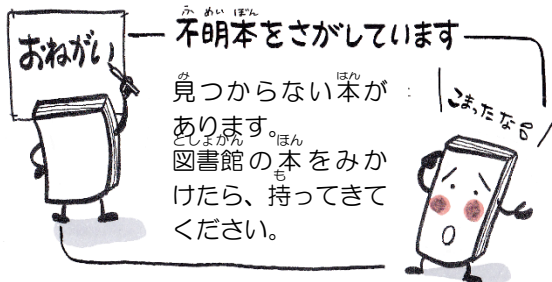 おねがい
不明本をさがしています
見つからない本が
あります。
図書館の本をみか
けたら、持ってきて
ください。
こまったなぁ